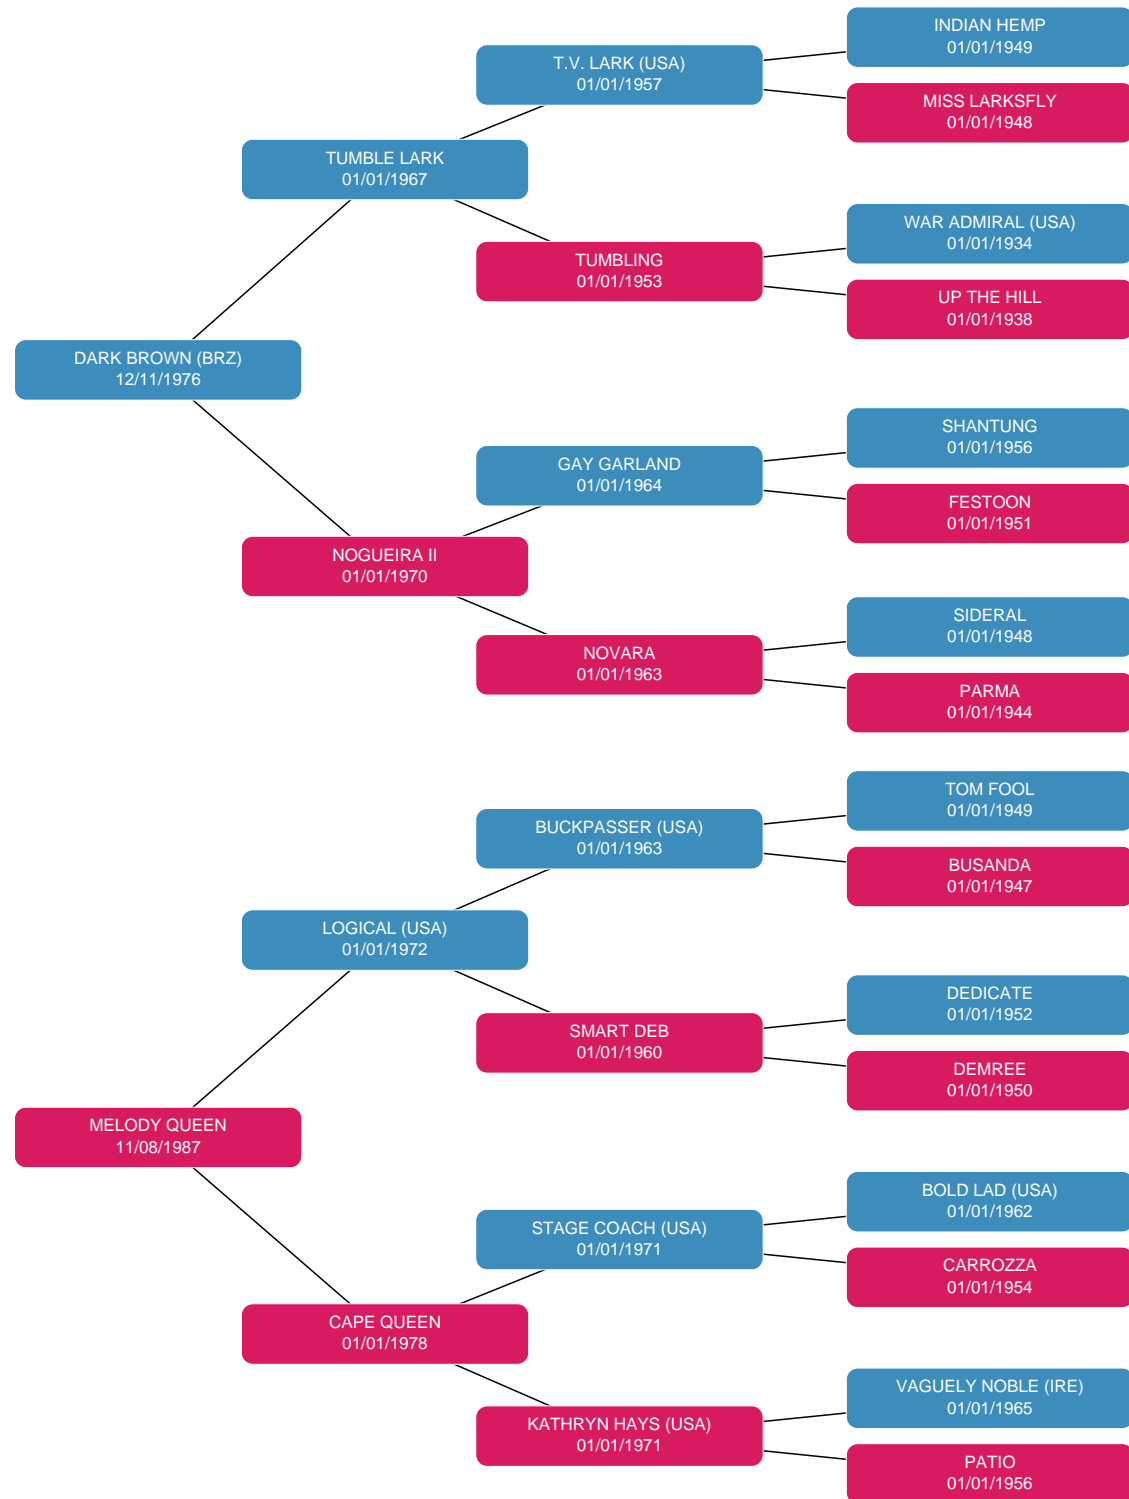 INDIAN HEMP
01/01/1949
T.V. LARK (USA)
01/01/1957
MISS LARKSFLY
01/01/1948
TUMBLE LARK
01/01/1967
WAR ADMIRAL (USA)
01/01/1934
TUMBLING
01/01/1953
UP THE HILL
01/01/1938
DARK BROWN (BRZ)
12/11/1976
SHANTUNG
01/01/1956
GAY GARLAND
01/01/1964
FESTOON
01/01/1951
NOGUEIRA II
01/01/1970
SIDERAL
01/01/1948
NOVARA
01/01/1963
PARMA
01/01/1944
TOM FOOL
01/01/1949
BUCKPASSER (USA)
01/01/1963
BUSANDA
01/01/1947
LOGICAL (USA)
01/01/1972
DEDICATE
01/01/1952
SMART DEB
01/01/1960
DEMREE
01/01/1950
MELODY QUEEN
11/08/1987
BOLD LAD (USA)
01/01/1962
STAGE COACH (USA)
01/01/1971
CARROZZA
01/01/1954
CAPE QUEEN
01/01/1978
VAGUELY NOBLE (IRE)
01/01/1965
KATHRYN HAYS (USA)
01/01/1971
PATIO
01/01/1956